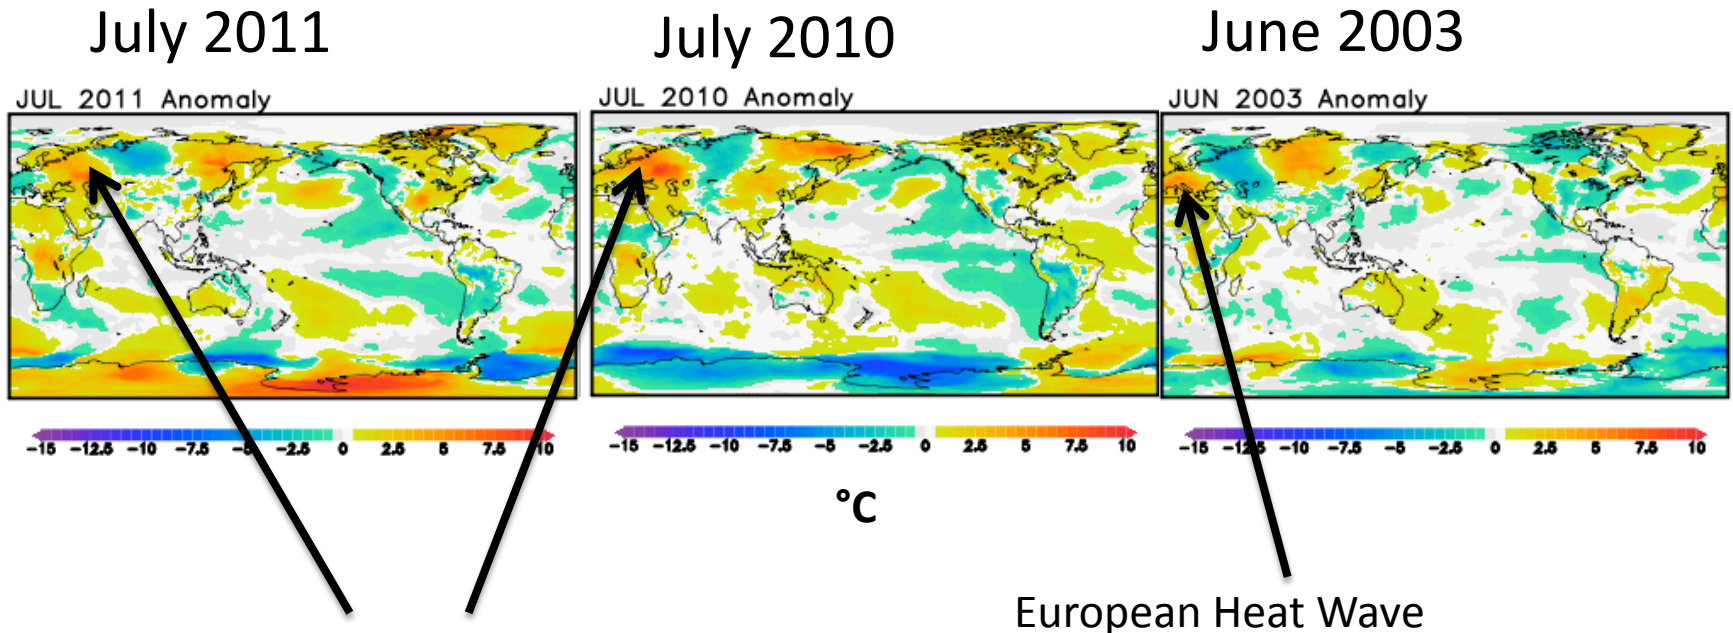 July 2011
July 2010
June 2003
JUL 2011 Anomaly
JUL 2010 Anomaly
JUN 2003 Anomaly
-15 -12.5 -10 -7.5 -5 -2.5 0 2.5 5 7.5 10
-15 -12.5 -10 -7.5 -5 -2.5 0 2.5 5 7.5 10
-15 -12.5 -10 -7.5 -5 -2.5 0 2.5 5 7.5 10
°C
European Heat Wave